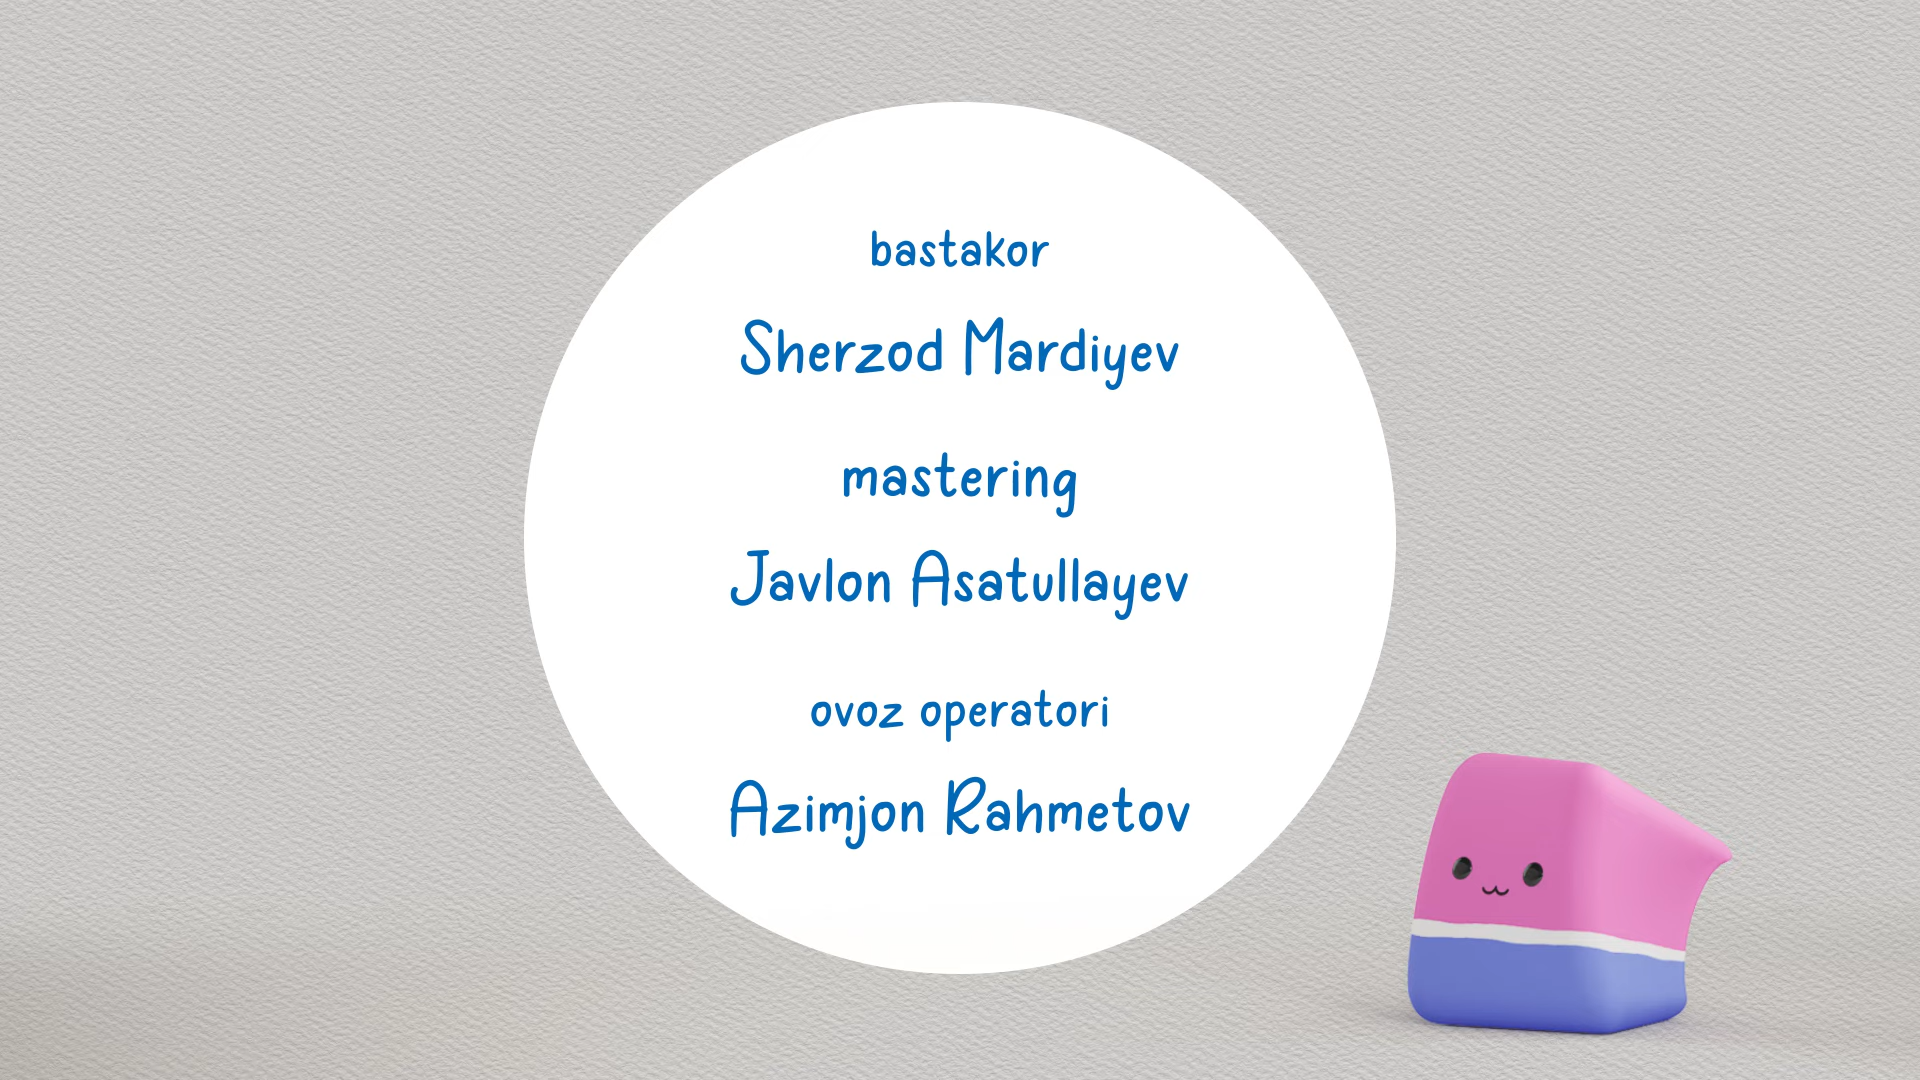 bastakor
Sherzod Mardiyev
mastering
Javlon Asatullayev
ovoz operatori
Azimjon Rahmetov